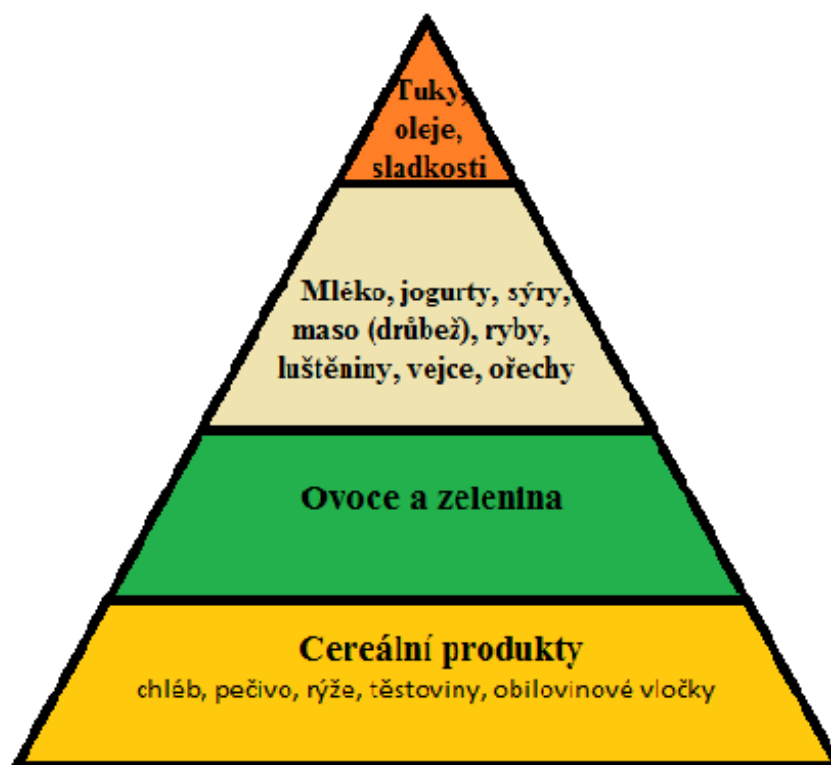 Tuky,
oleje,
sladkosti
Mléko, jogurty, sýry,
maso (drůbež), ryby,
luštěniny, vejce, ořechy
Ovoce a zelenina
Cereální produkty
chléb, pečivo, rýže, těstoviny, obilovinové vločky